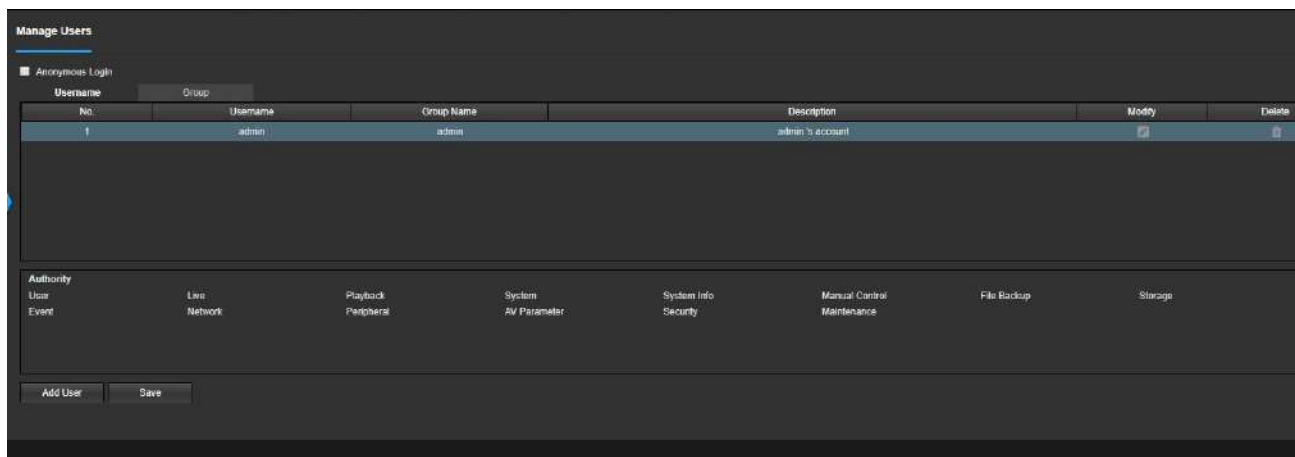 Manage Users
Anonymous Login
Username Group
No. Username Group Name Description Modify Delete
1 admin admin admin 's account
Authority
User Live Playback System System Info Manual Control File Backup Storage
Event Network Peripheral AV Parameter Security Maintenance
Add User Save